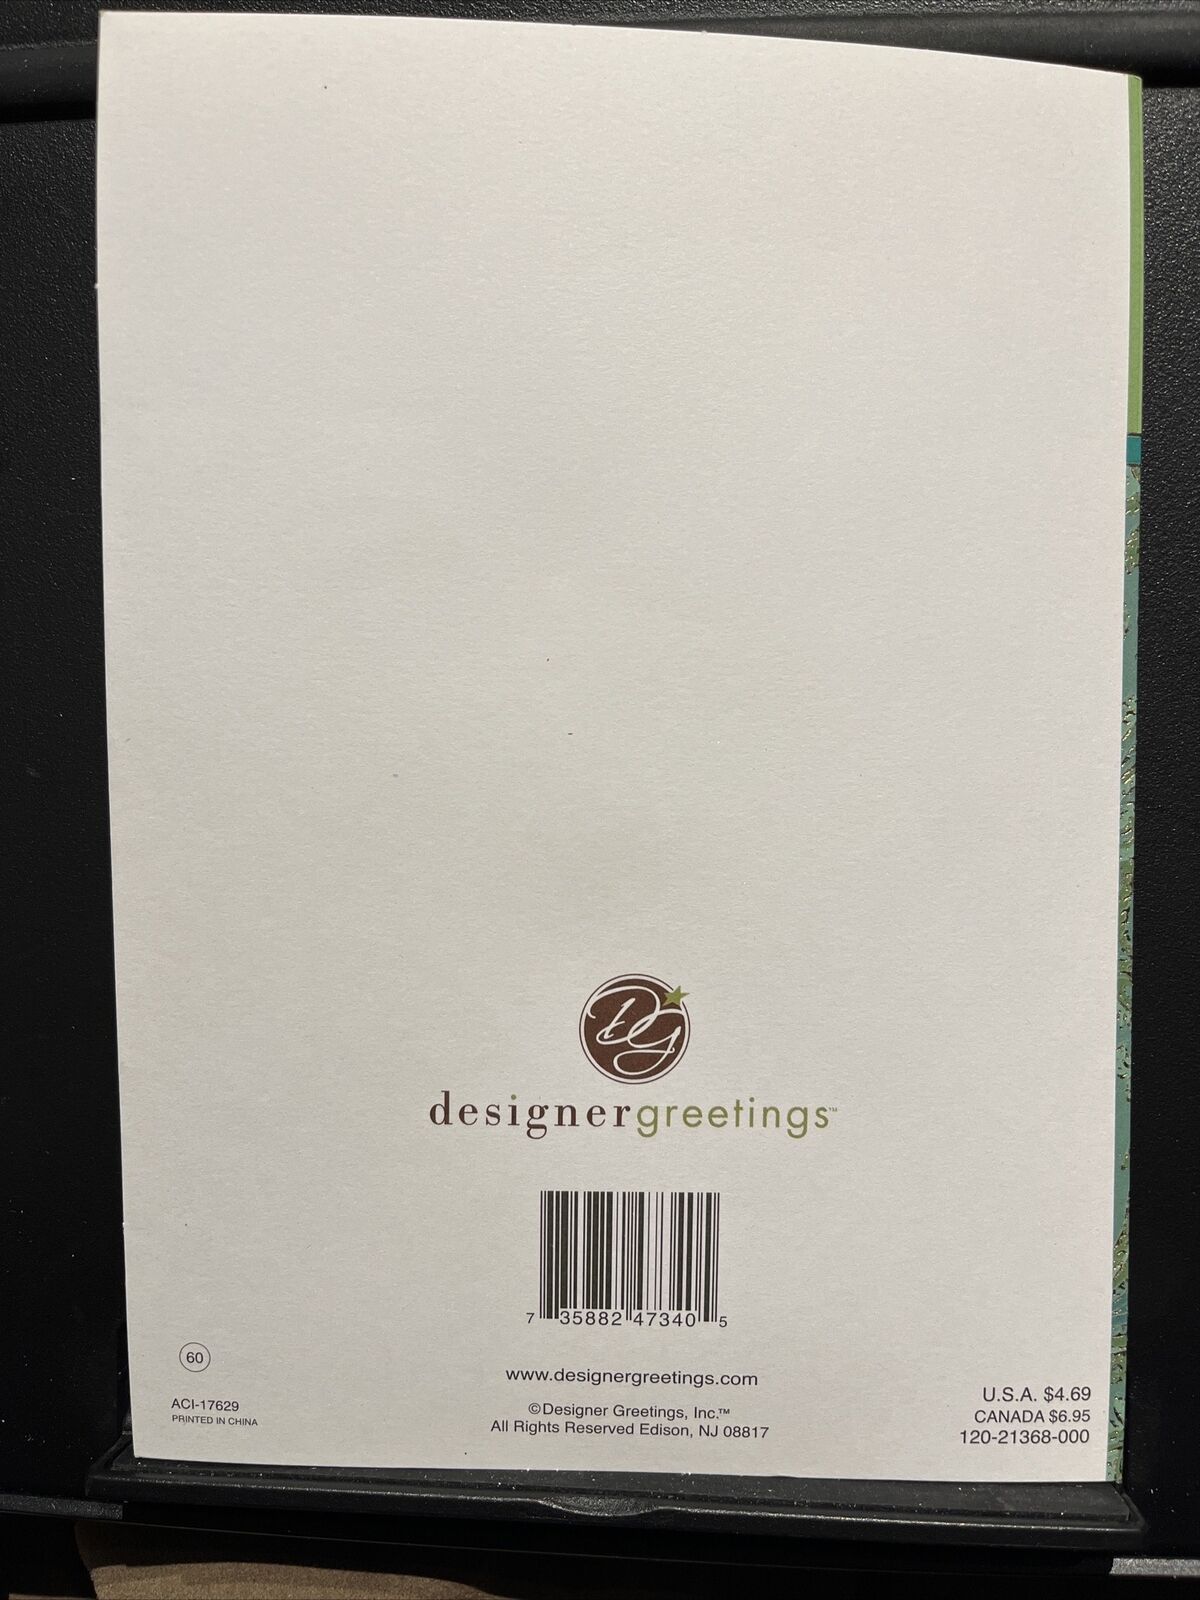 DG
designergreetings™
7 35882 47340 5
60
www.designergreetings.com
ACI-17629
PRINTED IN CHINA
©Designer Greetings, Inc.™
All Rights Reserved Edison, NJ 08817
U.S.A. $4.69
CANADA $6.95
120-21368-000